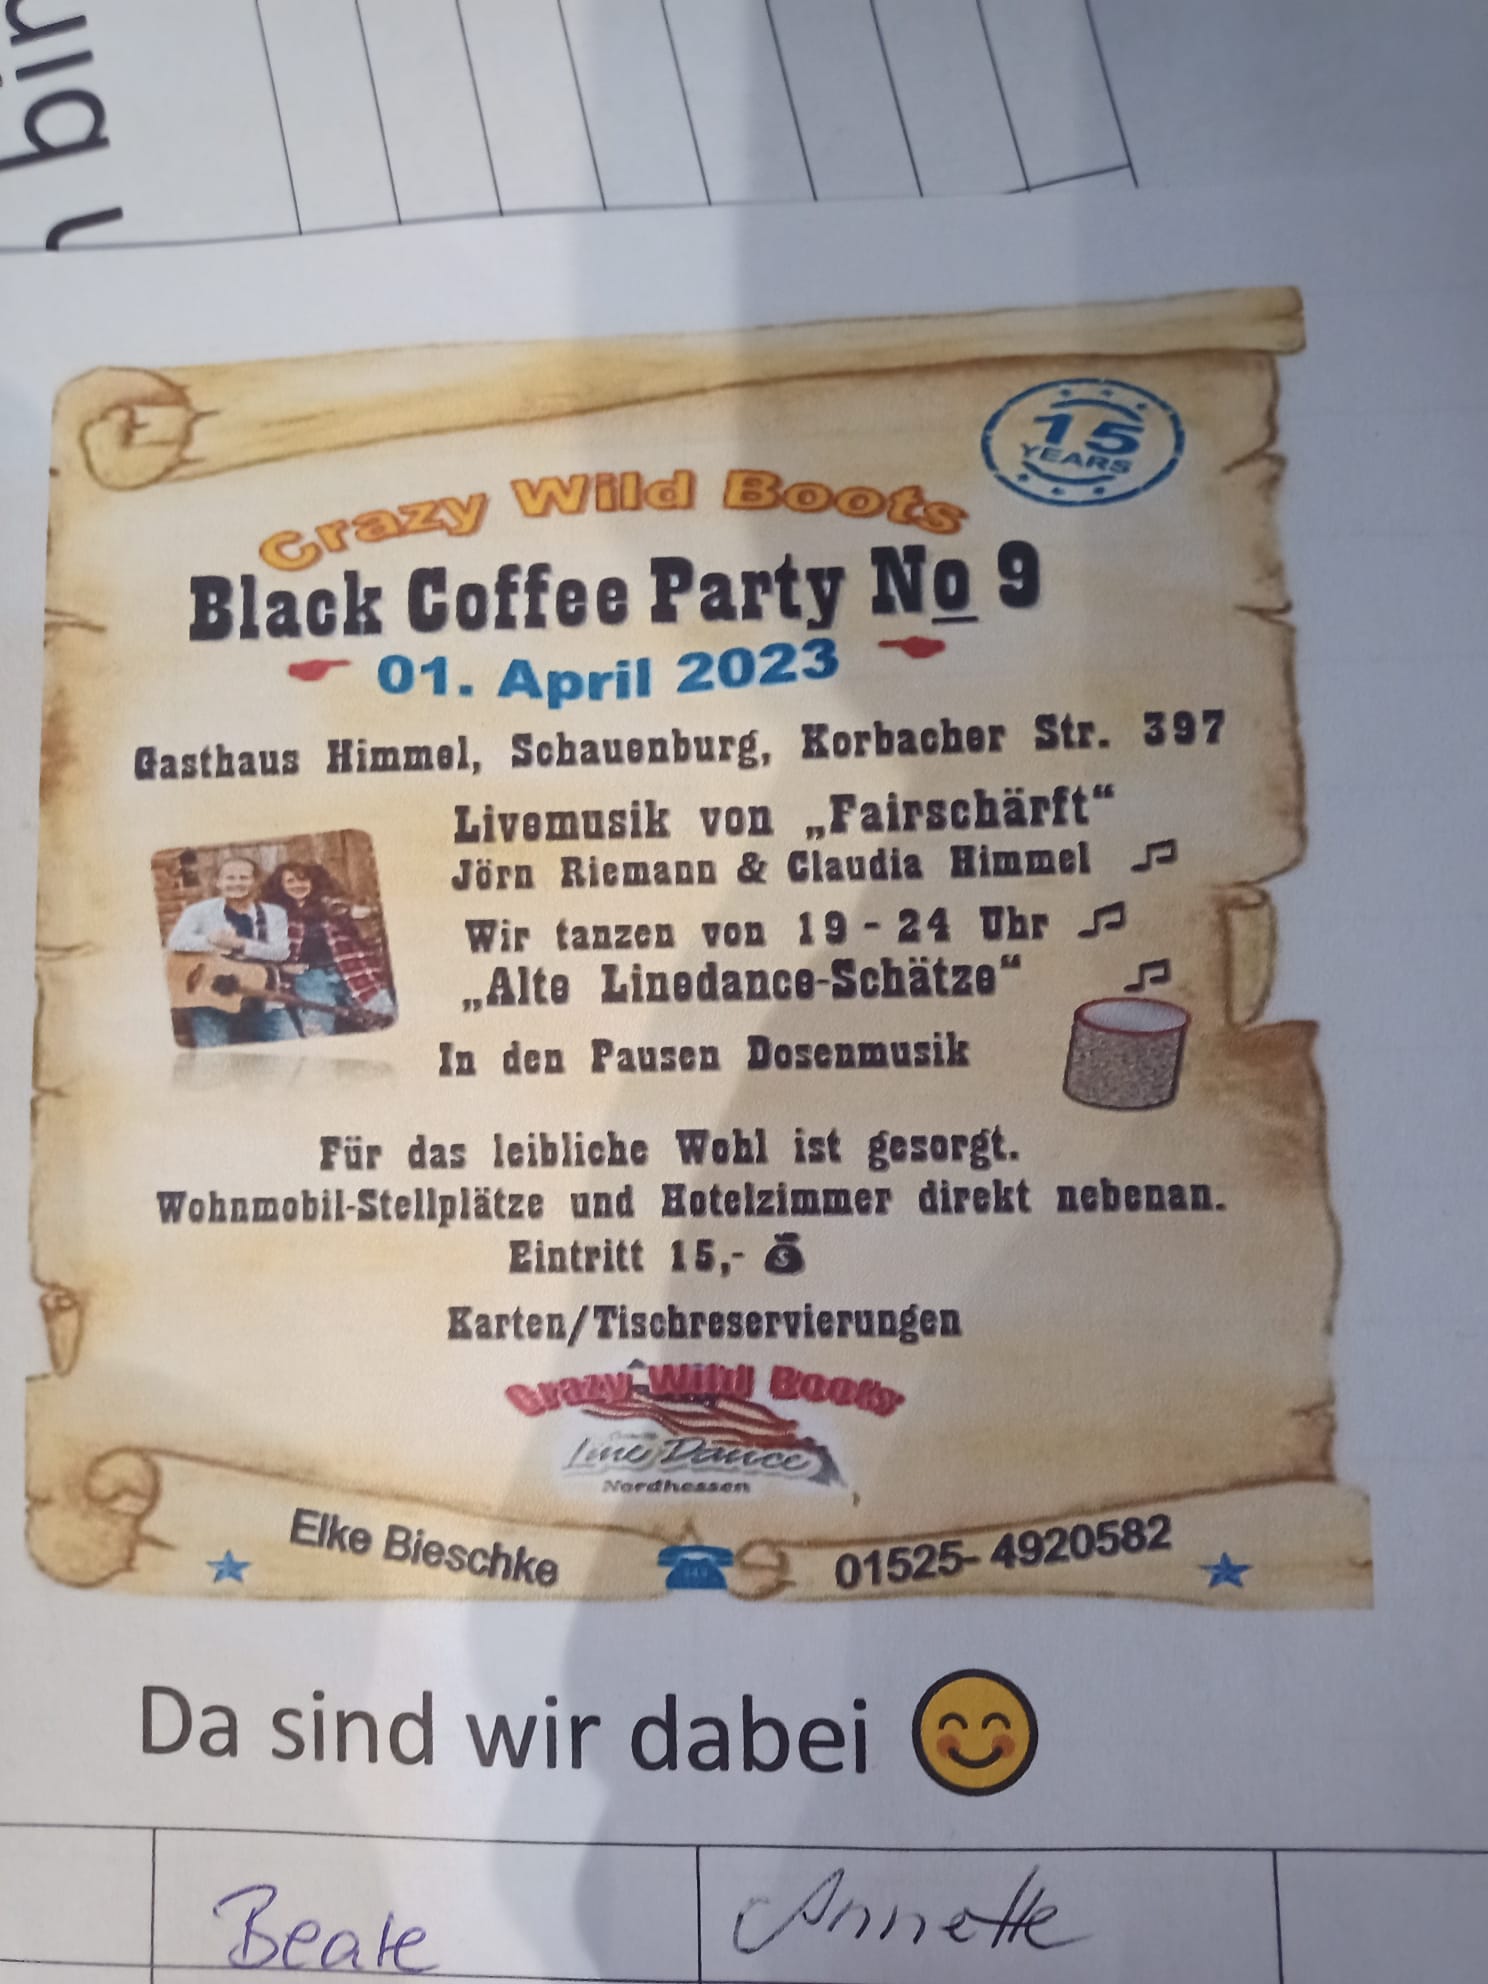 bin
15
YEARS
Crazy Wild Boots
Black Coffee Party No 9
01. April 2023
Gasthaus Himmel, Schauenburg, Korbacher Str. 397
Livemusik von „Fairschärft“
Jörn Riemann & Claudia Himmel
Wir tanzen von 19 - 24 Uhr
„Alte Linedance-Schätze“
In den Pausen Dosenmusik
Für das leibliche Wohl ist gesorgt.
Wohnmobil-Stellplätze und Hotelzimmer direkt nebenan.
Eintritt 15,-
Karten/Tischreservierungen
Crazy Wild Boots
Line Dance
Nordhessen
Elke Bieschke 01525- 4920582
Da sind wir dabei 😊
Beate Annette